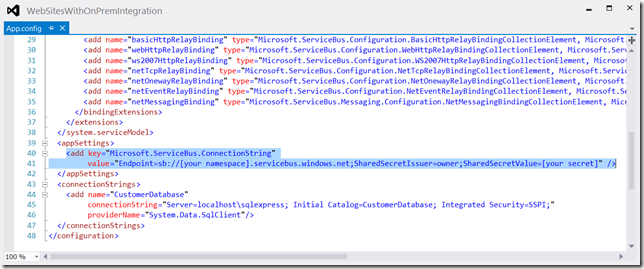 WebSitesWithOnPremIntegration
App.config
29 <add name="basicHttpRelayBinding" type="Microsoft.ServiceBus.Configuration.BasicHttpRelayBindingCollectionElement, Micros
30 <add name="webHttpRelayBinding" type="Microsoft.ServiceBus.Configuration.WebHttpRelayBindingCollectionElement, Microsoft.
31 <add name="ws2007HttpRelayBinding" type="Microsoft.ServiceBus.Configuration.WS2007HttpRelayBindingCollectionElement, Micr
32 <add name="netTcpRelayBinding" type="Microsoft.ServiceBus.Configuration.NetTcpRelayBindingCollectionElement, Microsoft.Se
33 <add name="netOnewayRelayBinding" type="Microsoft.ServiceBus.Configuration.NetOnewayRelayBindingCollectionElement, Micros
34 <add name="netEventRelayBinding" type="Microsoft.ServiceBus.Configuration.NetEventRelayBindingCollectionElement, Microsof
35 <add name="netMessagingBinding" type="Microsoft.ServiceBus.Messaging.Configuration.NetMessagingBindingCollectionElement,
36 </bindingExtensions>
37 </extensions>
38 </system.serviceModel>
39 <appSettings>
40 <add key="Microsoft.ServiceBus.ConnectionString"
41 value="Endpoint=sb://[your namespace].servicebus.windows.net;SharedSecretIssuer=owner;SharedSecretValue=[your secret]" />
42 </appSettings>
43 <connectionStrings>
44 <add name="CustomerDatabase"
45 connectionString="Server=localhost\sqlexpress; Initial Catalog=CustomerDatabase; Integrated Security=SSPI;"
46 providerName="System.Data.SqlClient"/>
47 </connectionStrings>
48 </configuration>
100 %